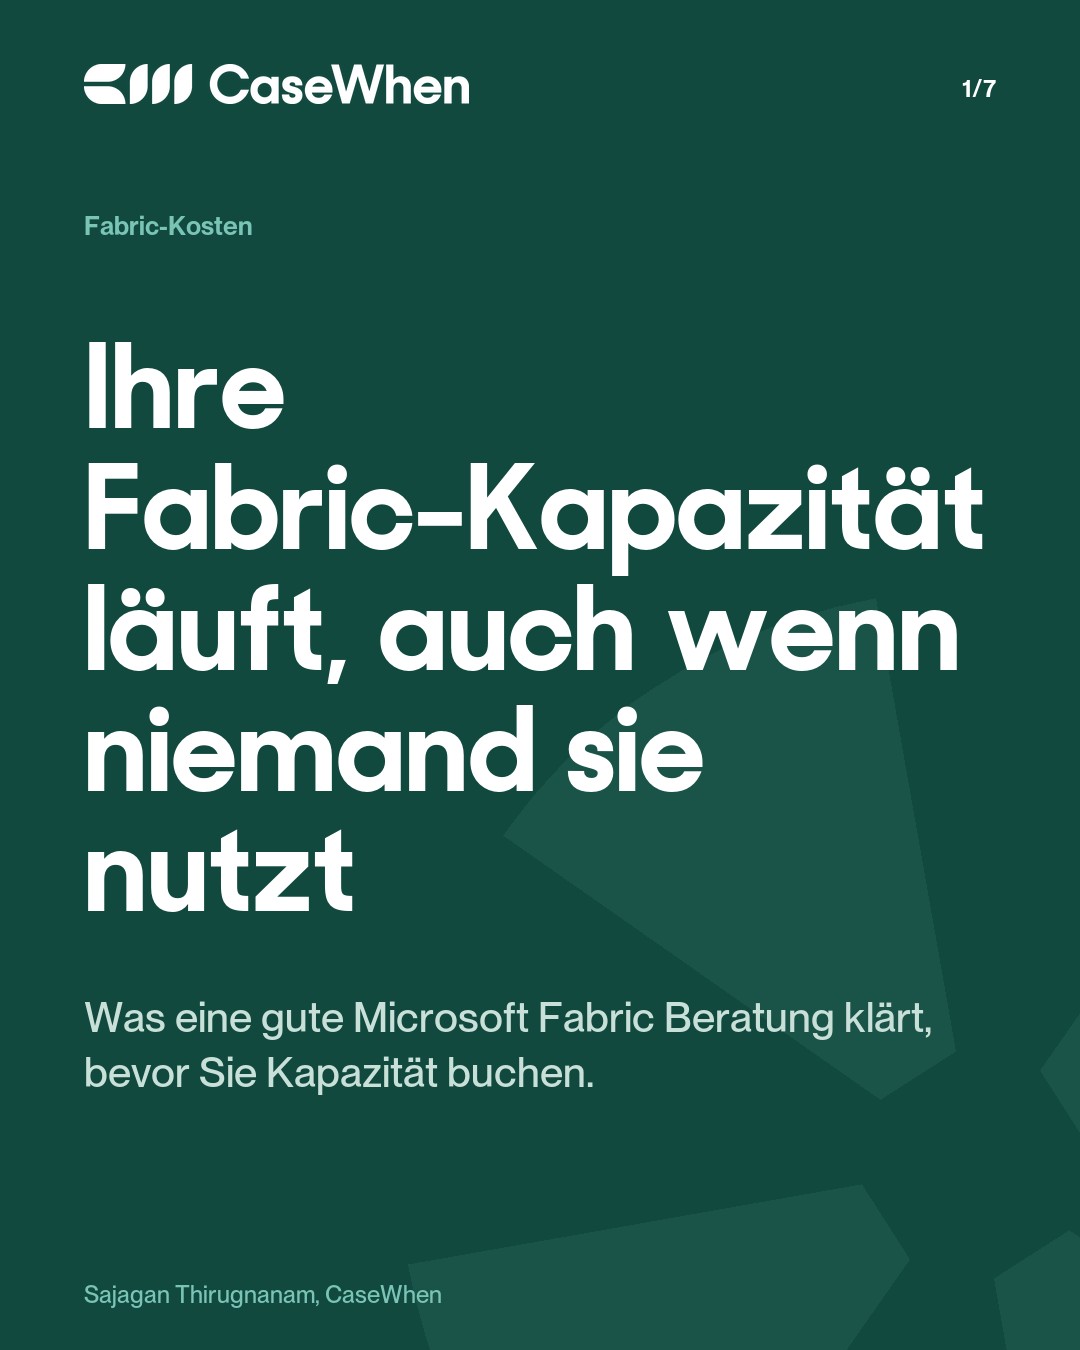 CaseWhen
1/7
Fabric-Kosten
Ihre
Fabric-Kapazität
läuft, auch wenn
niemand sie
nutzt
Was eine gute Microsoft Fabric Beratung klärt,
bevor Sie Kapazität buchen.
Sajagan Thirugnanam, CaseWhen